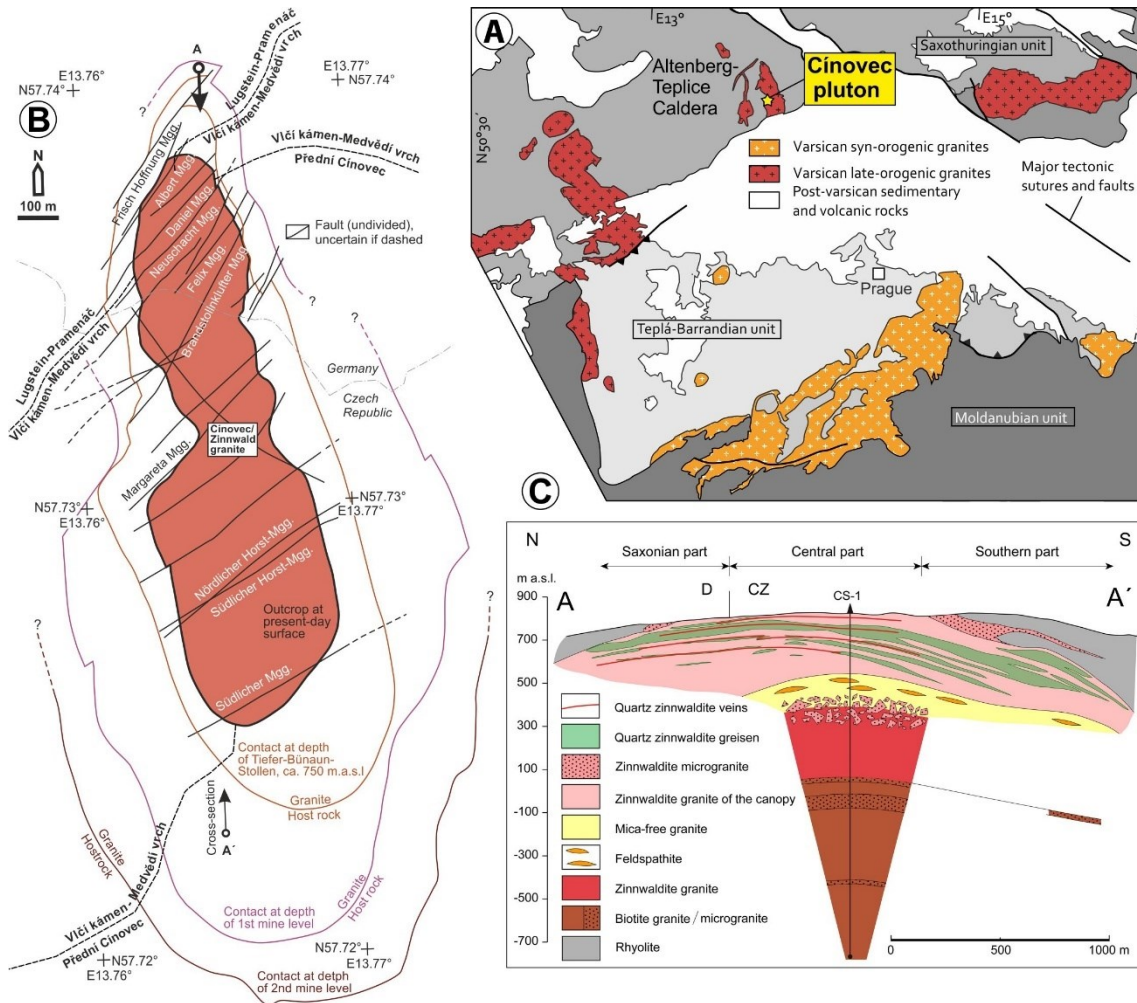 B
A
E13.76°
N57.74°
E13.77°
N57.74°
Lugstein-Pramenáč
Vlčí kámen-Medvědí vrch
Vlčí kámen-Medvědí vrch
Přední Cínovec
?
N
100 m
Frisch Hoffnung Mgg.
Albert Mgg.
Daniel Mgg.
Neuschacht Mgg.
Felix Mgg.
Brandstolinklufter Mgg.
Fault (undivided),
uncertain if dashed
?
?
?
Lugstein-Pramenáč
Vlčí kámen-Medvědí vrch
Germany
Czech
Republic
Cínovec/
Zinnwald
granite
Margareta Mgg.
N57.73°
E13.76°
N57.73°
E13.77°
Nördlicher Horst-Mgg.
Südlicher Horst-Mgg.
Outcrop at
present-day
surface
?
?
Südlicher Mgg.
Contact at depth
of Tiefer-Bünaun-
Stollen, ca. 750 m.a.s.l
Granite
Host rock
Cross-section
A´
Granite
Hostrock
Granite
Host rock
Vlčí kámen-Medvědí vrch
Přední Cínovec
Contact at depth
of 1st mine level
N57.72°
E13.76°
N57.72°
E13.77°
Contact at detph
of 2nd mine level
A
E13°
E15°
N50°30´
Saxothuringian unit
Altenberg-
Teplice
Caldera
Cínovec
pluton
Varsican syn-orogenic granites
Varsican late-orogenic granites
Post-varsican sedimentary
and volcanic rocks
Major tectonic
sutures and faults
Prague
Teplá-Barrandian unit
Moldanubian unit
C
N
S
Saxonian part
Central part
Southern part
m a.s.l.
D
CZ
CS-1
A
A´
900
700
500
300
100
-100
-300
-500
-700
Quartz zinnwaldite veins
Quartz zinnwaldite greisen
Zinnwaldite microgranite
Zinnwaldite granite of the canopy
Mica-free granite
Feldspathite
Zinnwaldite granite
Biotite granite / microgranite
Rhyolite
0
500
1000 m